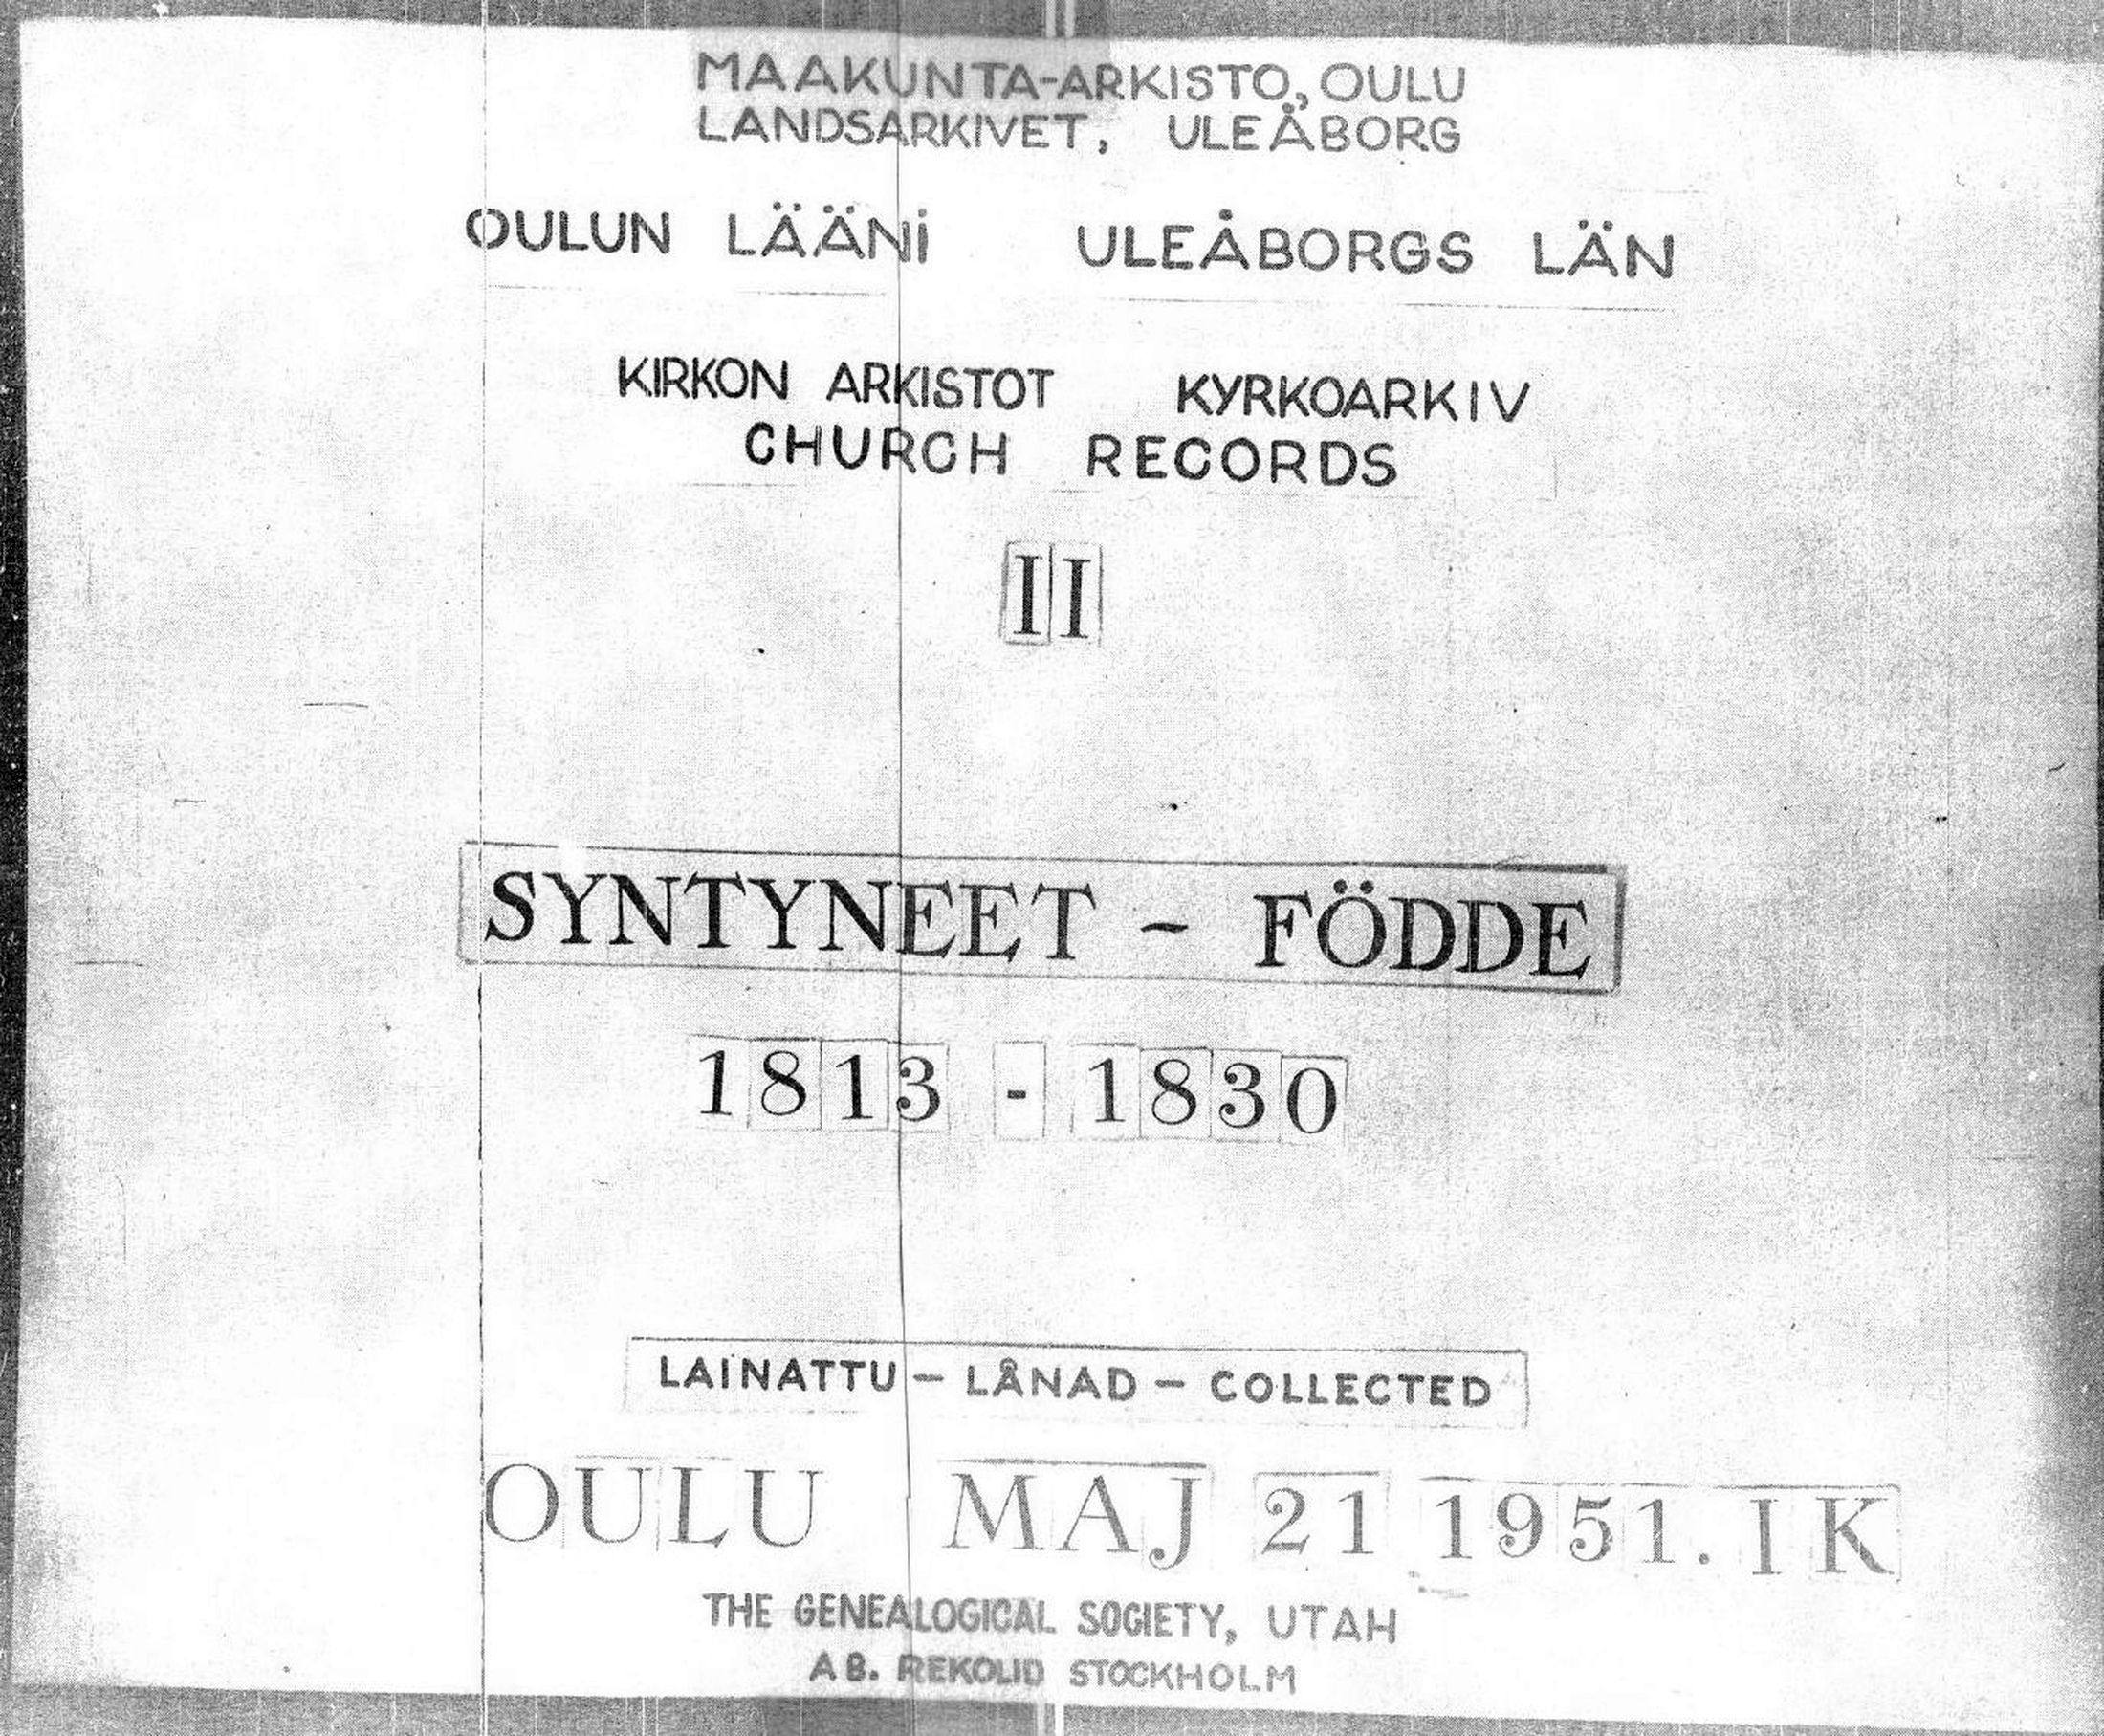 MAAKUNTA-ARKISTO, OULU
LANDSARKIVET, ULEÅBORG
OULUN LÄÄNI ULEÅBORGS LÄN
KIRKON ARKISTOT KYRKOARKIV
CHURCH RECORDS
II
SYNTYNEET - FÖDDE
1813 - 1830
LAINATTU - LÅNAD - COLLECTED
OULU MAJ 21 1951. IK
THE GENEALOGICAL SOCIETY, UTAH
AB. REKOLID STOCKHOLM